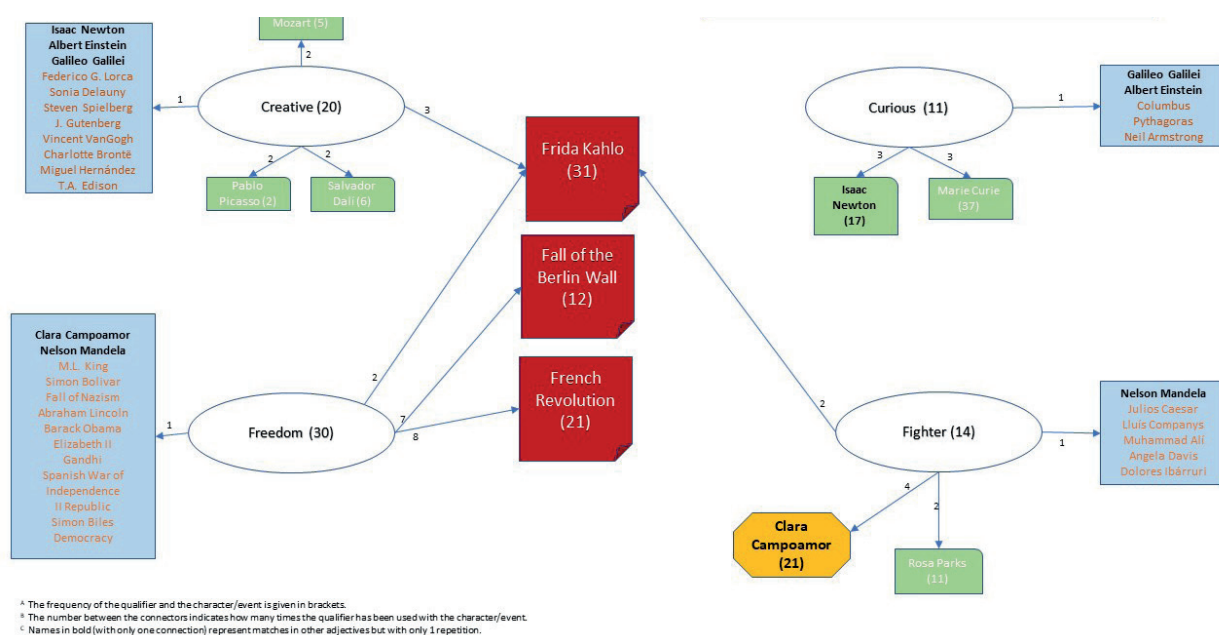 Isaac Newton
Albert Einstein
Galileo Galilei
Federico G. Lorca
Sonia Delauny
Steven Spielberg
J. Gutenberg
Vincent VanGogh
Charlotte Brontë
Miguel Hernández
T.A. Edison
Mozart (5)
2
1
Creative (20)
3
2
2
Pablo
Picasso (2)
Salvador
Dalí (6)
Frida Kahlo
(31)
Curious (11)
1
3
3
Isaac
Newton
(17)
Marie Curie
(37)
Galileo Galilei
Albert Einstein
Columbus
Pythagoras
Neil Armstrong
Fall of the
Berlin Wall
(12)
French
Revolution
(21)
Clara Campoamor
Nelson Mandela
M.L. King
Simon Bolivar
Fall of Nazism
Abraham Lincoln
Barack Obama
Elizabeth II
Gandhi
Spanish War of
Independence
II Republic
Simon Biles
Democracy
1
Freedom (30)
2
7
8
2
Fighter (14)
1
4
2
Clara
Campoamor
(21)
Rosa Parks
(11)
Nelson Mandela
Julios Caesar
Lluís Companys
Muhammad Alí
Angela Davis
Dolores Ibárruri
A The frequency of the qualifier and the character/event is given in brackets.
B The number between the connectors indicates how many times the qualifier has been used with the character/event.
C Names in bold (with only one connection) represent matches in other adjectives but with only 1 repetition.